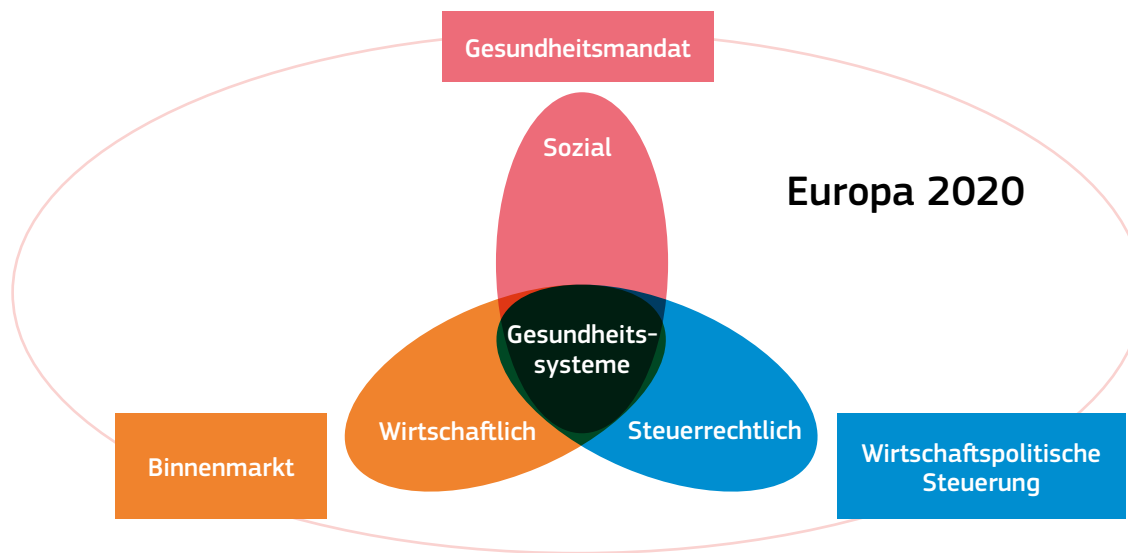 Gesundheitsmandat
Sozial
Europa 2020
Gesundheits-
systeme
Wirtschaftlich
Steuerrechtlich
Binnenmarkt
Wirtschaftspolitische
Steuerung